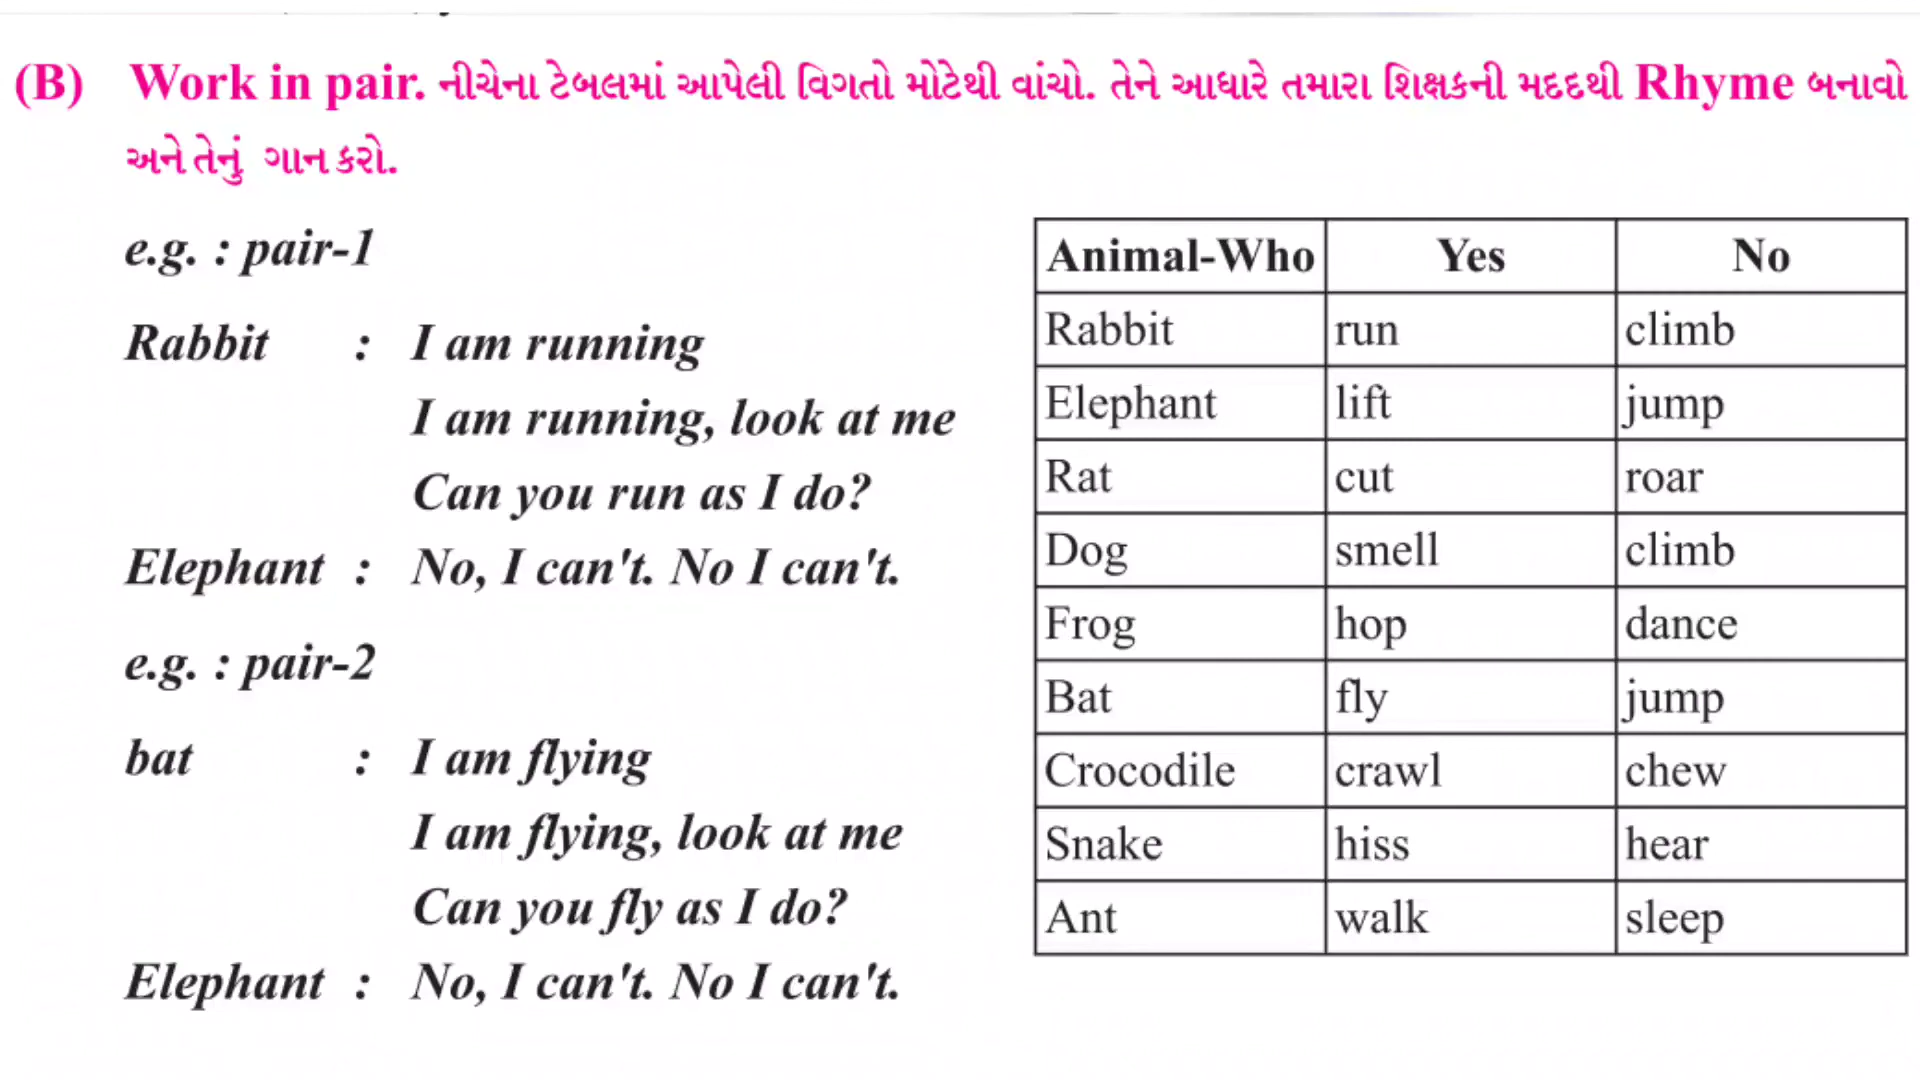 (B) Work in pair. નીચેના ટેબલમાં આપેલી વિગતો મોટેથી વાંચો. તેને આધારે તમારા શિક્ષકની મદદથી Rhyme બનાવો
અને તેનું ગાન કરો.
e.g. : pair-1
Rabbit : I am running
I am running, look at me
Can you run as I do?
Elephant : No, I can't. No I can't.
e.g. : pair-2
bat : I am flying
I am flying, look at me
Can you fly as I do?
Elephant : No, I can't. No I can't.
Animal-Who Yes No
Rabbit run climb
Elephant lift jump
Rat cut roar
Dog smell climb
Frog hop dance
Bat fly jump
Crocodile crawl chew
Snake hiss hear
Ant walk sleep